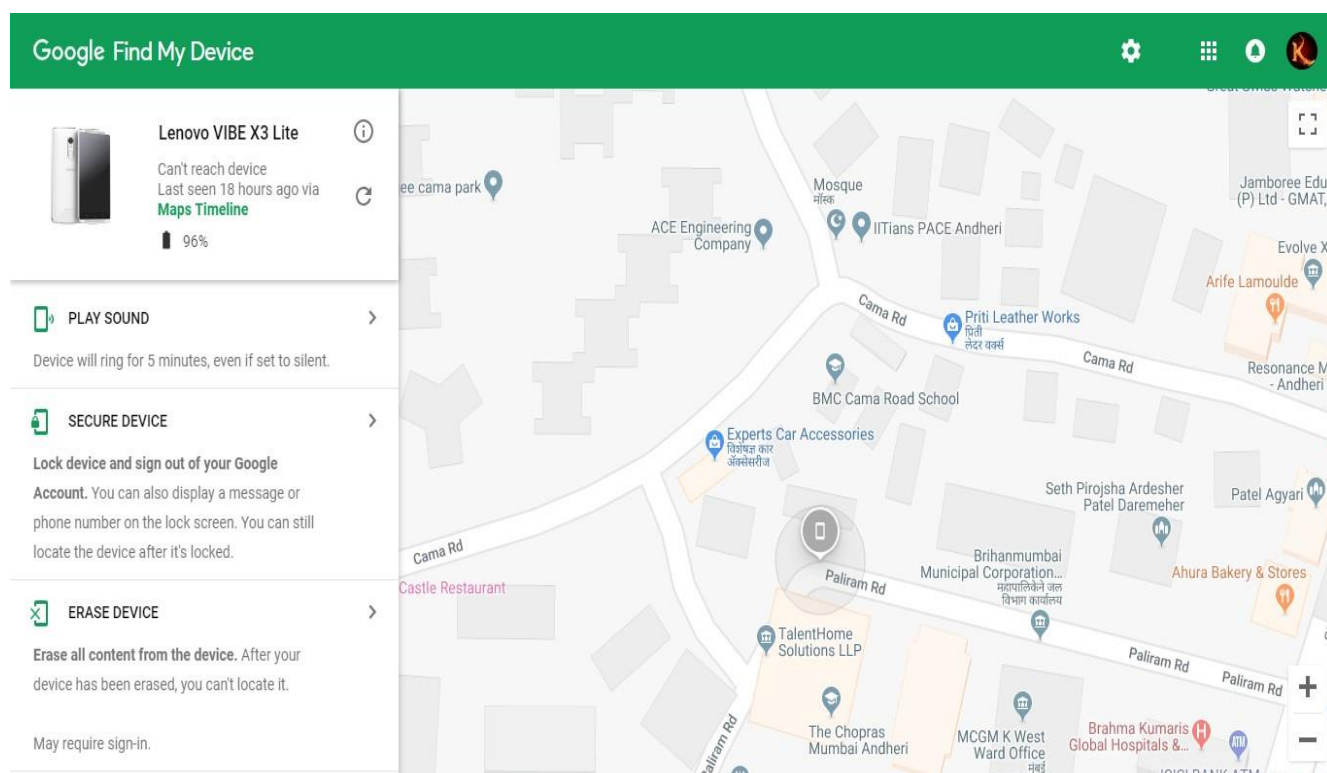 Google Find My Device
Lenovo VIBE X3 Lite
Can't reach device
Last seen 18 hours ago via
Maps Timeline
96%
PLAY SOUND
Device will ring for 5 minutes, even if set to silent.
SECURE DEVICE
Lock device and sign out of your Google
Account. You can also display a message or
phone number on the lock screen. You can still
locate the device after it's locked.
ERASE DEVICE
Erase all content from the device. After your
device has been erased, you can't locate it.
May require sign-in.
K
ee cama park
Mosque
मॉस्क
ACE Engineering
Company
IITians PACE Andheri
Jamboree Edu
(P) Ltd - GMAT,
Evolve X
Arife Lamoulde
Cama Rd
Priti Leather Works
प्रिती
लेदर वर्क्स
Cama Rd
Resonance M
- Andheri
BMC Cama Road School
Experts Car Accessories
विशेषज्ञ कार
ॲक्सेसरीज
Seth Pirojsha Ardesher
Patel Daremeher
Patel Agyari
Cama Rd
Castle Restaurant
Paliram Rd
Brihanmumbai
Municipal Corporation...
महापालिकेने जल
विभाग कार्यालय
Ahura Bakery & Stores
TalentHome
Solutions LLP
Paliram Rd
Paliram Rd
The Chopras
Mumbai Andheri
Paliram Rd
MCGM K West
Ward Office
मुंबई
Brahma Kumaris
Global Hospitals &...
H
ATM
ICICI BANK ATM